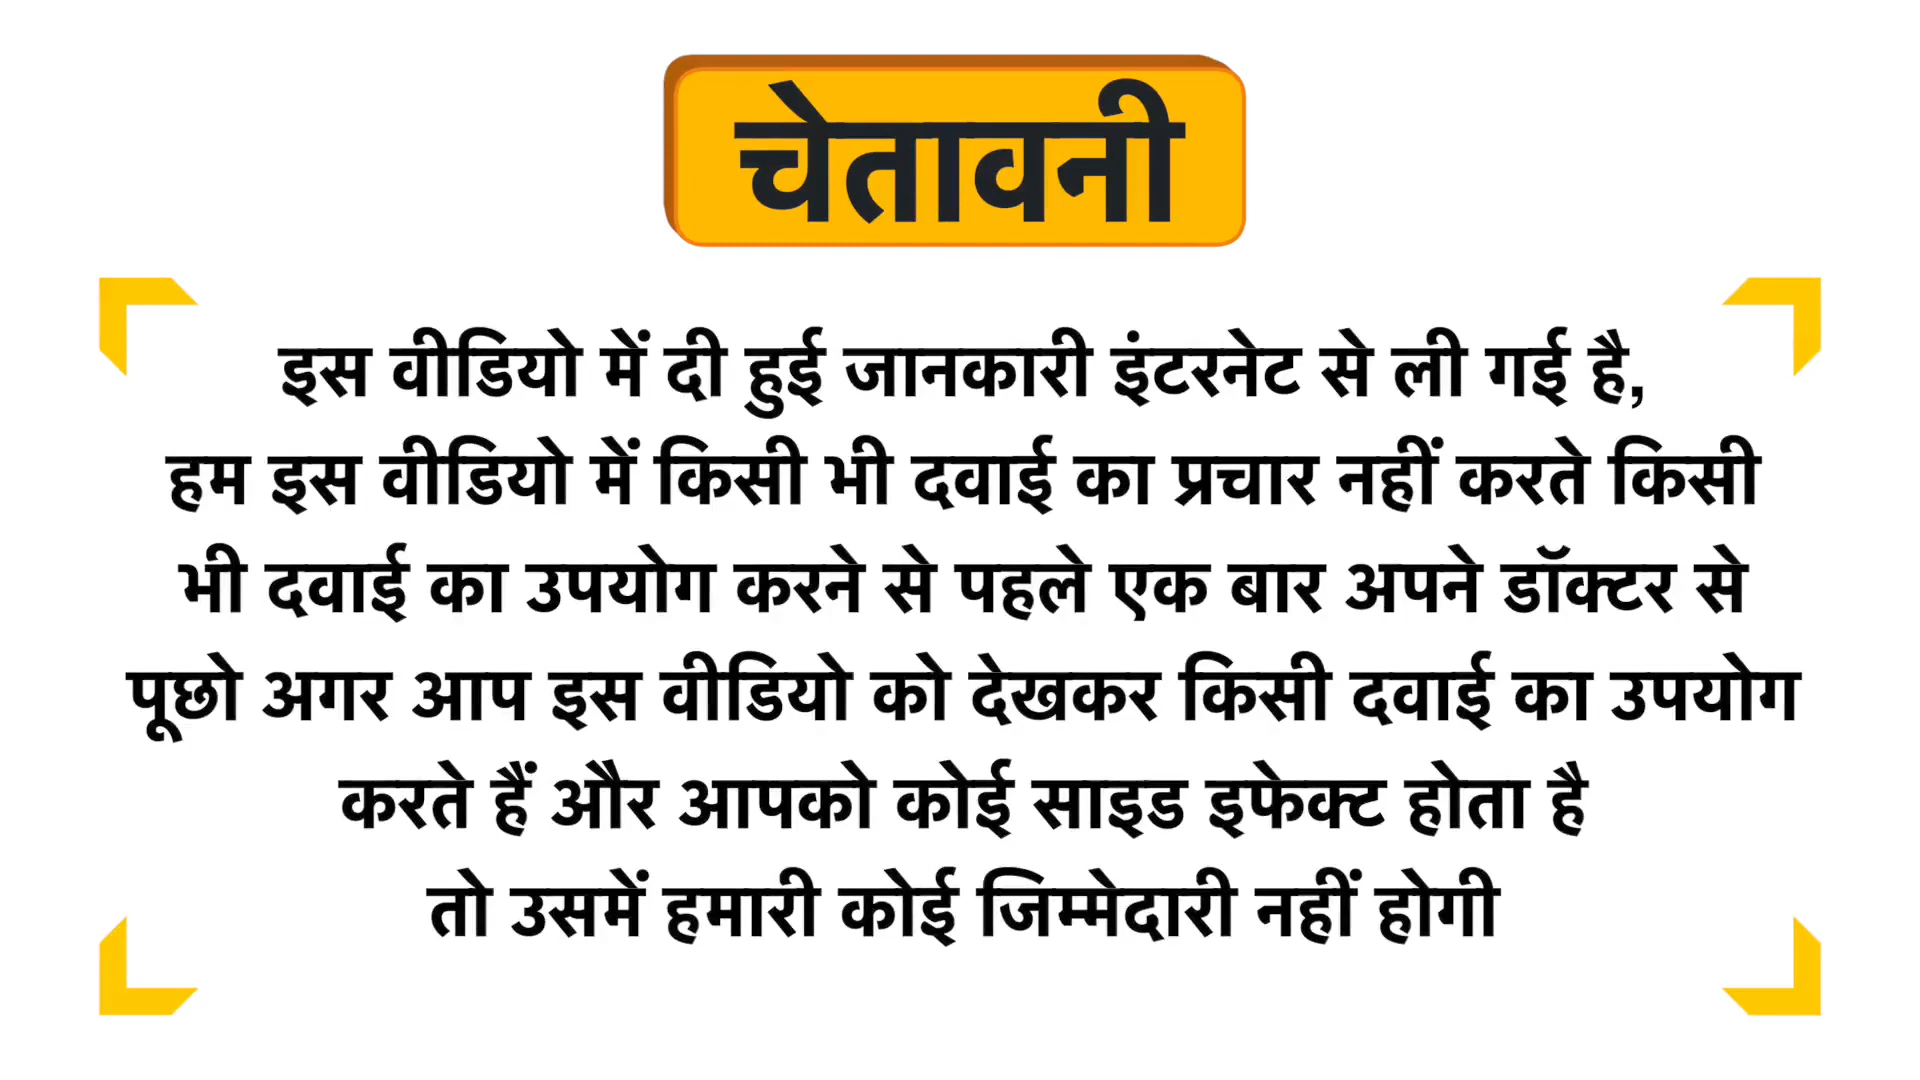 चेतावनी
इस वीडियो में दी हुई जानकारी इंटरनेट से ली गई है,
हम इस वीडियो में किसी भी दवाई का प्रचार नहीं करते किसी
भी दवाई का उपयोग करने से पहले एक बार अपने डॉक्टर से
पूछो अगर आप इस वीडियो को देखकर किसी दवाई का उपयोग
करते हैं और आपको कोई साइड इफेक्ट होता है
तो उसमें हमारी कोई जिम्मेदारी नहीं होगी